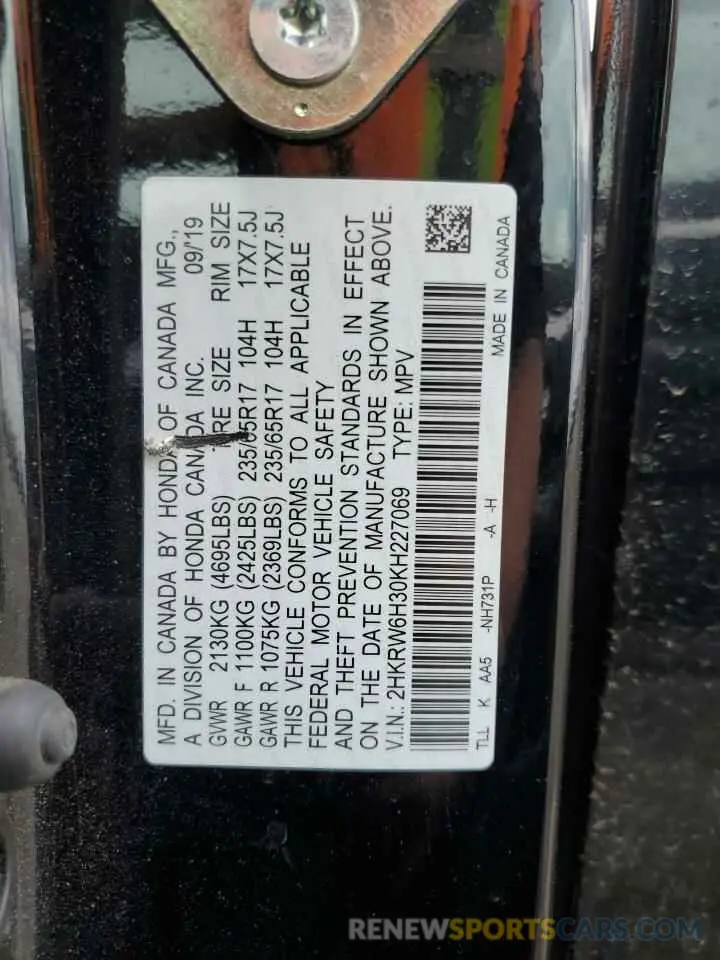 MFD. IN CANADA BY HONDA OF CANADA MFG.,
A DIVISION OF HONDA CANADA INC. 09/'19
GVWR 2130KG (4695LBS) SIZE RIM SIZE
GAWR F 1100KG (2425LBS) 235/65R17 104H 17X7.5J
GAWR R 1075KG (2369LBS) 235/65R17 104H 17X7.5J
THIS VEHICLE CONFORMS TO ALL APPLICABLE
FEDERAL MOTOR VEHICLE SAFETY
AND THEFT PREVENTION STANDARDS IN EFFECT
ON THE DATE OF MANUFACTURE SHOWN ABOVE.
V.I.N.: 2HKRW6H30KH227069 TYPE: MPV
TLL K AA5 -NH731P -A -H MADE IN CANADA
RENEWSPORTSCARS.COM